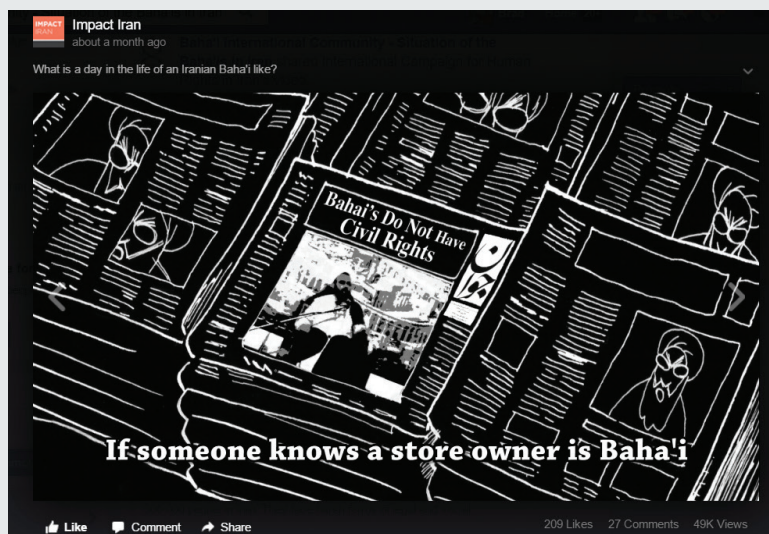 IMPACT
IRAN
Impact Iran
about a month ago
What is a day in the life of an Iranian Baha'i like?
Bahai's Do Not Have
Civil Rights
If someone knows a store owner is Baha'i
Like Comment Share 209 Likes 27 Comments 49K Views